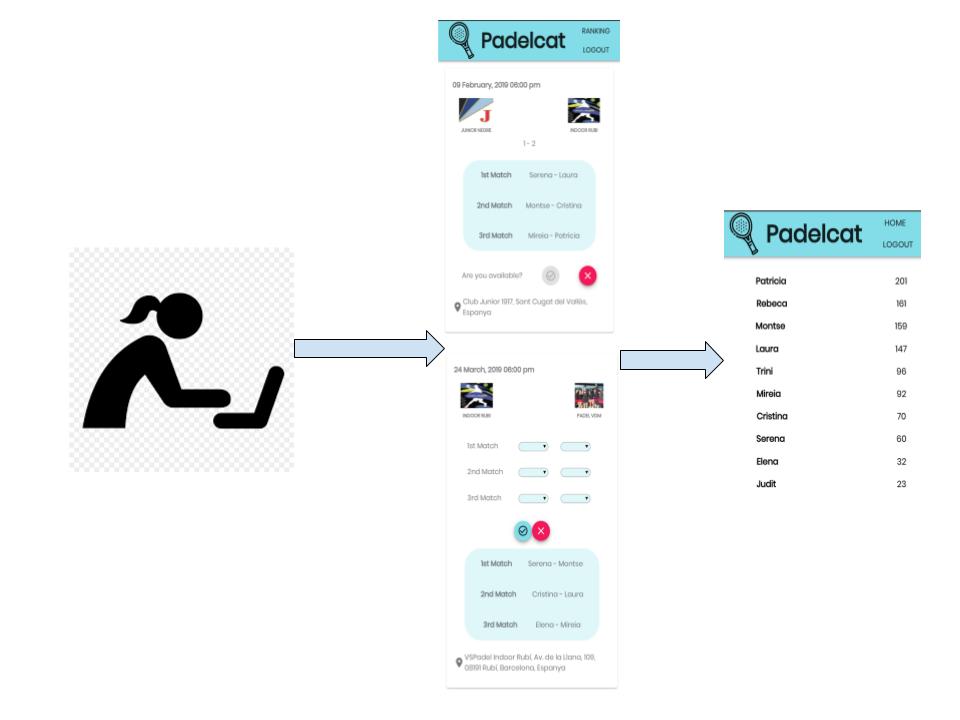 Padelcat
RANKING
LOGOUT
09 February, 2019 06:00 pm
J
JUNIOR NEGRE
INDOOR RUBI
1 - 2
1st Match Serena - Laura
2nd Match Montse - Cristina
3rd Match Mireia - Patricia
Are you available?
Club Junior 1917, Sant Cugat del Vallès,
Espanya
24 March, 2019 06:00 pm
INDOOR RUBI
PADEL VGM
1st Match
2nd Match
3rd Match
1st Match Serena - Montse
2nd Match Cristina - Laura
3rd Match Elena - Mireia
VSPadel Indoor Rubí, Av. de la Llana, 109,
08191 Rubí, Barcelona, Espanya
Padelcat
HOME
LOGOUT
Patricia 201
Rebeca 161
Montse 159
Laura 147
Trini 96
Mireia 92
Cristina 70
Serena 60
Elena 32
Judit 23